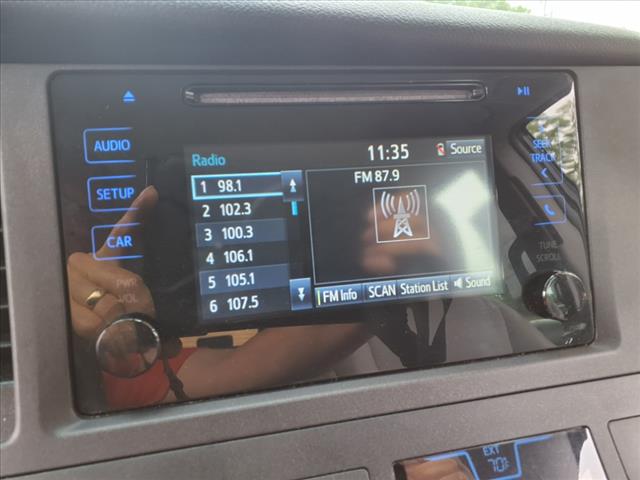 AUDIO
SETUP
CAR
PWR
VOL
Radio
11:35
Source
FM 87.9
1 98.1
2 102.3
3 100.3
4 106.1
5 105.1
6 107.5
FM Info
SCAN
Station List
Sound
SEEK
TRACK
TUNE
SCROLL
EXT
70°F